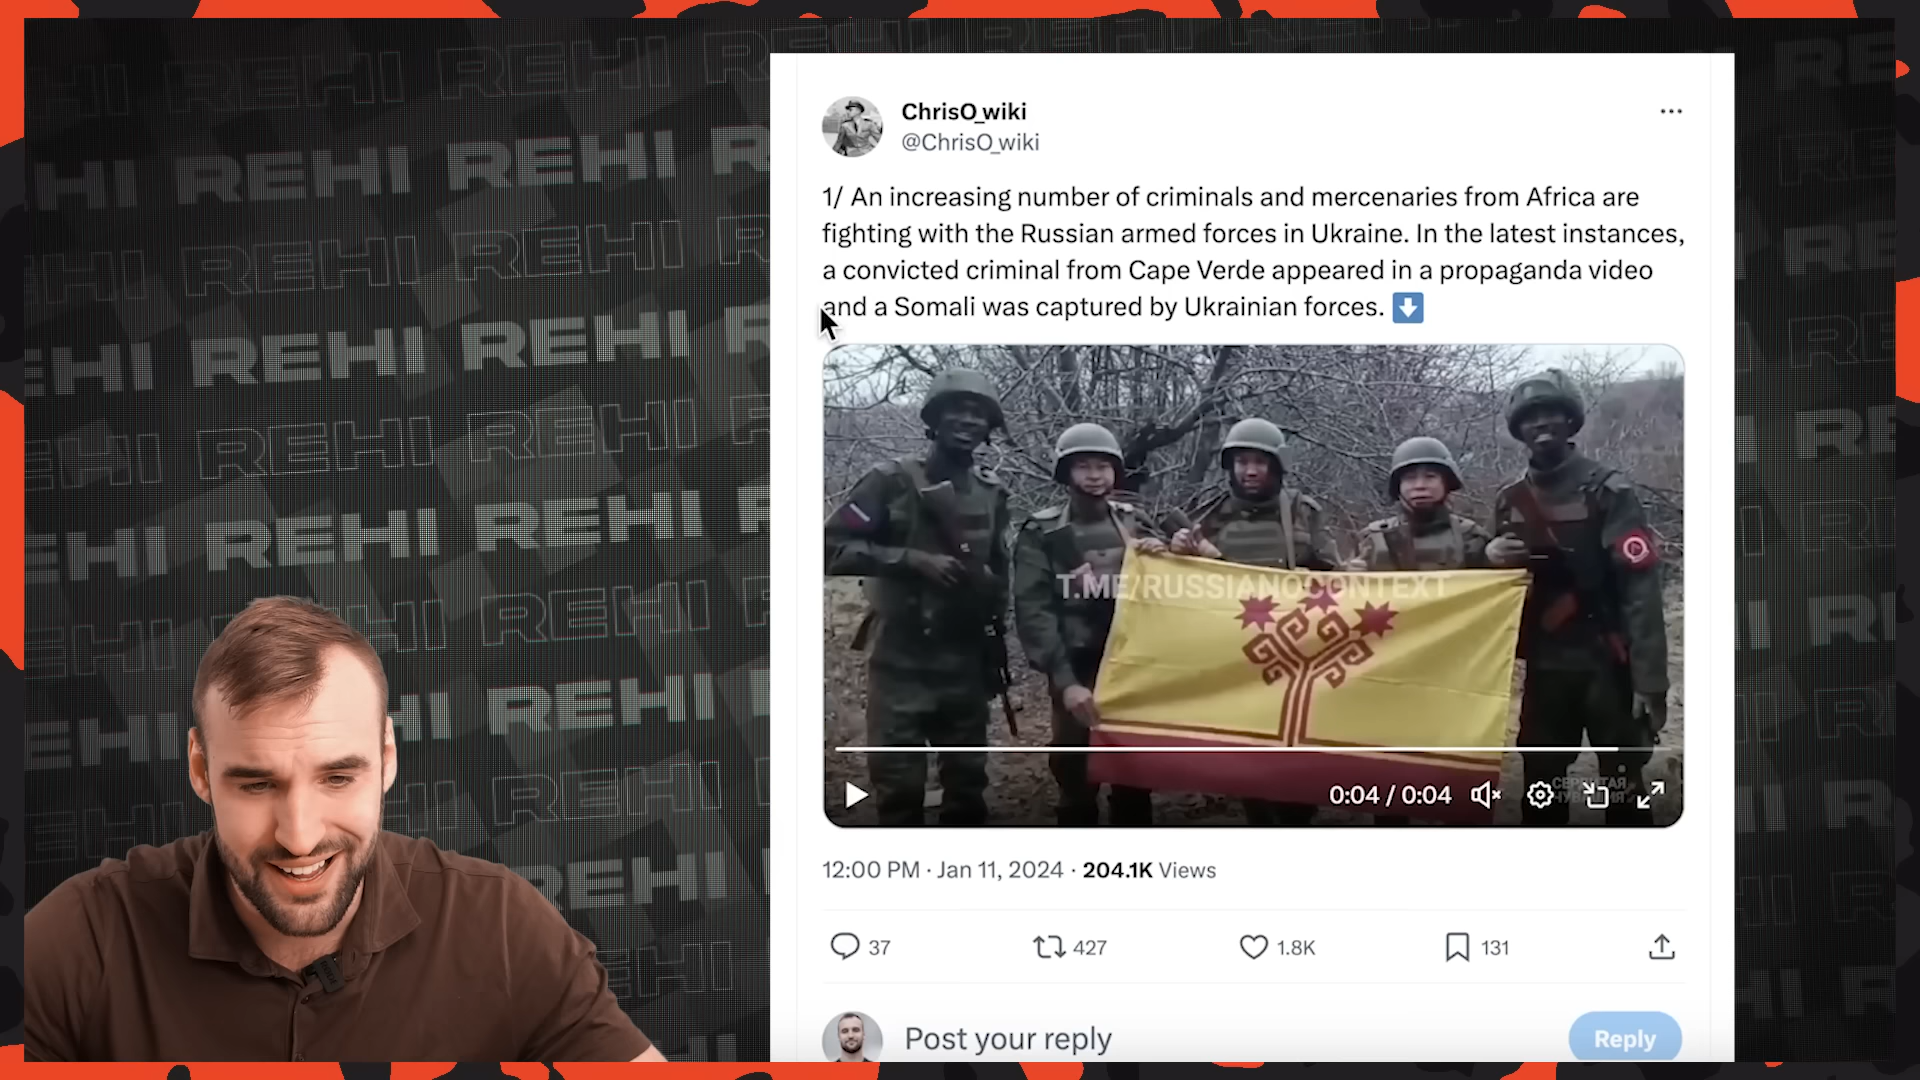 REHI REHI REHI
ChrisO_wiki
@ChrisO_wiki
1/ An increasing number of criminals and mercenaries from Africa are
fighting with the Russian armed forces in Ukraine. In the latest instances,
a convicted criminal from Cape Verde appeared in a propaganda video
and a Somali was captured by Ukrainian forces.
T.ME/RUSSIANOCONTEXT
0:04 / 0:04
12:00 PM · Jan 11, 2024 · 204.1K Views
37
427
1.8K
131
Post your reply
Reply